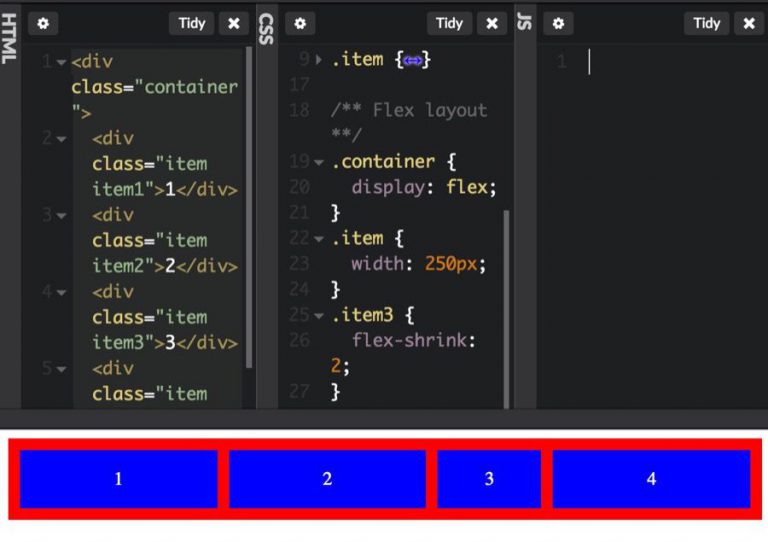 HTML
Tidy
1 <div
class="container
">
2 <div
class="item
item1">1</div>
3 <div
class="item
item2">2</div>
4 <div
class="item
item3">3</div>
5 <div
class="item
CSS
Tidy
9 .item {↔}
17
18 /** Flex layout
**/
19 .container {
20 display: flex;
21 }
22 .item {
23 width: 250px;
24 }
25 .item3 {
26 flex-shrink:
2;
27 }
JS
Tidy
1
1 2 3 4